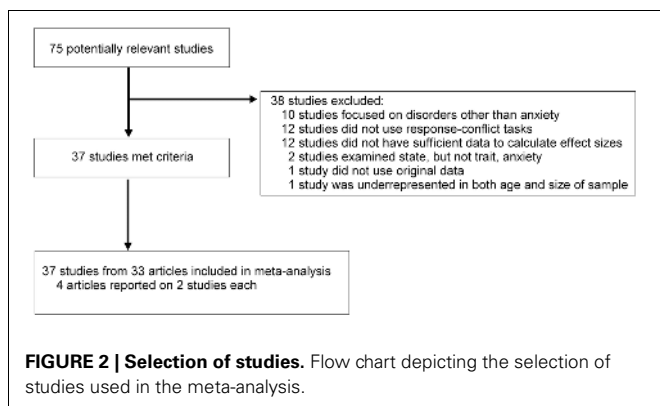 75 potentially relevant studies
38 studies excluded:
10 studies focused on disorders other than anxiety
12 studies did not use response-conflict tasks
12 studies did not have sufficient data to calculate effect sizes
2 studies examined state, but not trait, anxiety
1 study did not use original data
1 study was underrepresented in both age and size of sample
37 studies met criteria
37 studies from 33 articles included in meta-analysis
4 articles reported on 2 studies each
FIGURE 2 | Selection of studies. Flow chart depicting the selection of
studies used in the meta-analysis.